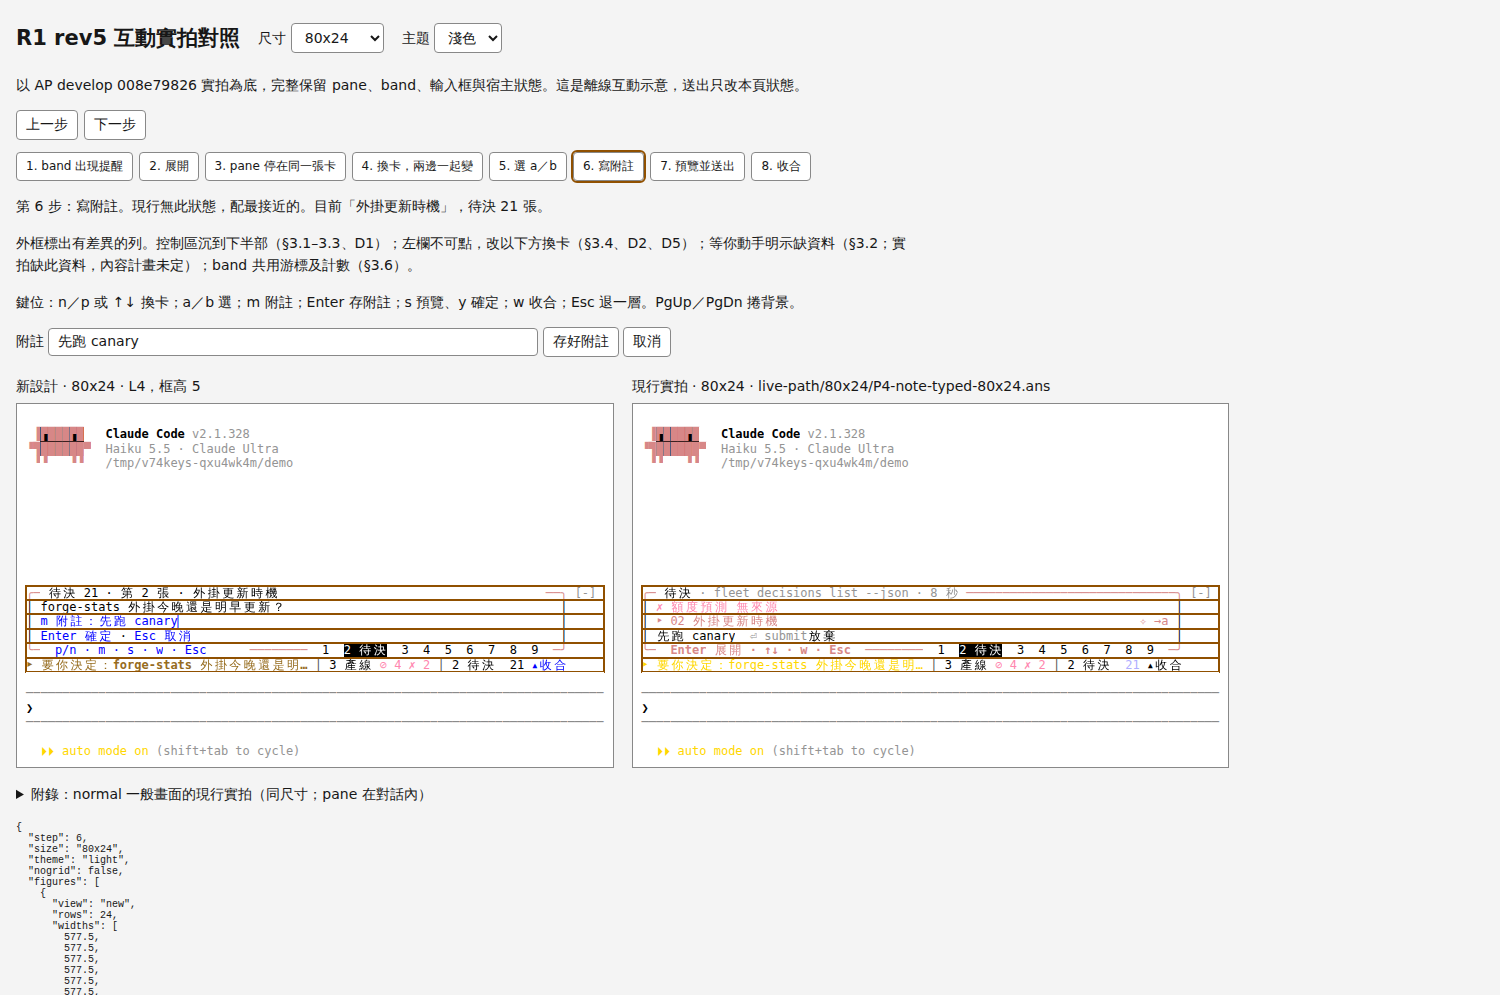 R1 rev5 互動實拍對照 尺寸 80x24 主題 淺色
以 AP develop 008e79826 實拍為底，完整保留 pane、band、輸入框與宿主狀態。這是離線互動示意，送出只改本頁狀態。
上一步 下一步
1. band 出現提醒 2. 展開 3. pane 停在同一張卡 4. 換卡，兩邊一起變 5. 選 a／b 6. 寫附註 7. 預覽並送出 8. 收合
第 6 步：寫附註。現行無此狀態，配最接近的。目前「外掛更新時機」，待決 21 張。
外框標出有差異的列。控制區沉到下半部（§3.1–3.3、D1）；左欄不可點，改以下方換卡（§3.4、D2、D5）；等你動手明示缺資料（§3.2；實
拍缺此資料，內容計畫未定）；band 共用游標及計數（§3.6）。
鍵位：n／p 或 ↑↓ 換卡；a／b 選；m 附註；Enter 存附註；s 預覽、y 確定；w 收合；Esc 退一層。PgUp／PgDn 捲背景。
附註 先跑 canary 存好附註 取消
新設計 · 80x24 · L4，框高 5
Claude Code v2.1.328
Haiku 5.5 · Claude Ultra
/tmp/v74keys-qxu4wk4m/demo
待決 21 · 第 2 張 · 外掛更新時機 [-]
forge-stats 外掛今晚還是明早更新？
m 附註：先跑 canary
Enter 確定 · Esc 取消
p/n · m · s · w · Esc 1 2 待決 3 4 5 6 7 8 9
▸ 要你決定：forge-stats 外掛今晚還是明… | 3 產線 ⊘ 4 ✗ 2 | 2 待決 21 ▴收合
❯
⏵⏵ auto mode on (shift+tab to cycle)
現行實拍 · 80x24 · live-path/80x24/P4-note-typed-80x24.ans
Claude Code v2.1.328
Haiku 5.5 · Claude Ultra
/tmp/v74keys-qxu4wk4m/demo
待決 · fleet decisions list --json · 8 秒 [-]
✗ 額度預測 無來源
‣ 02 外掛更新時機 ✧ →a
先跑 canary ⏎ submit放棄
Enter 展開 · ↑↓ · w · Esc 1 2 待決 3 4 5 6 7 8 9
▸ 要你決定：forge-stats 外掛今晚還是明… | 3 產線 ⊘ 4 ✗ 2 | 2 待決 21 ▴收合
❯
⏵⏵ auto mode on (shift+tab to cycle)
▶ 附錄：normal 一般畫面的現行實拍（同尺寸；pane 在對話內）
{
"step": 6,
"size": "80x24",
"theme": "light",
"nogrid": false,
"figures": [
{
"view": "new",
"rows": 24,
"widths": [
577.5,
577.5,
577.5,
577.5,
577.5,
577.5,